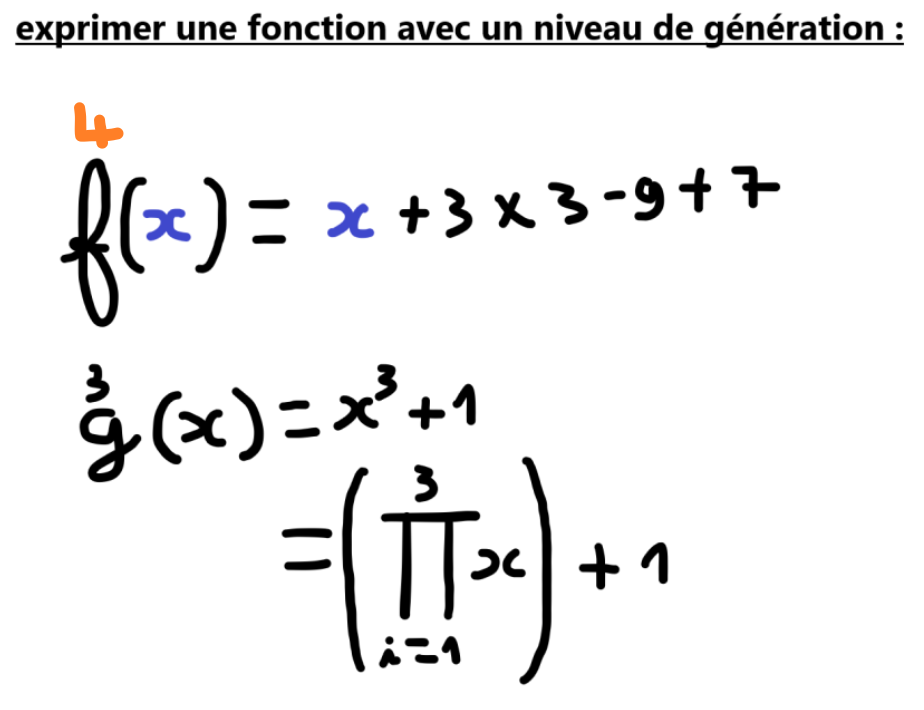 exprimer une fonction avec un niveau de génération :
4
f(x) = x + 3 × 3 - 9 + 7
3
g(x) = x³ + 1
3
= ( ∏ x ) + 1
i=1